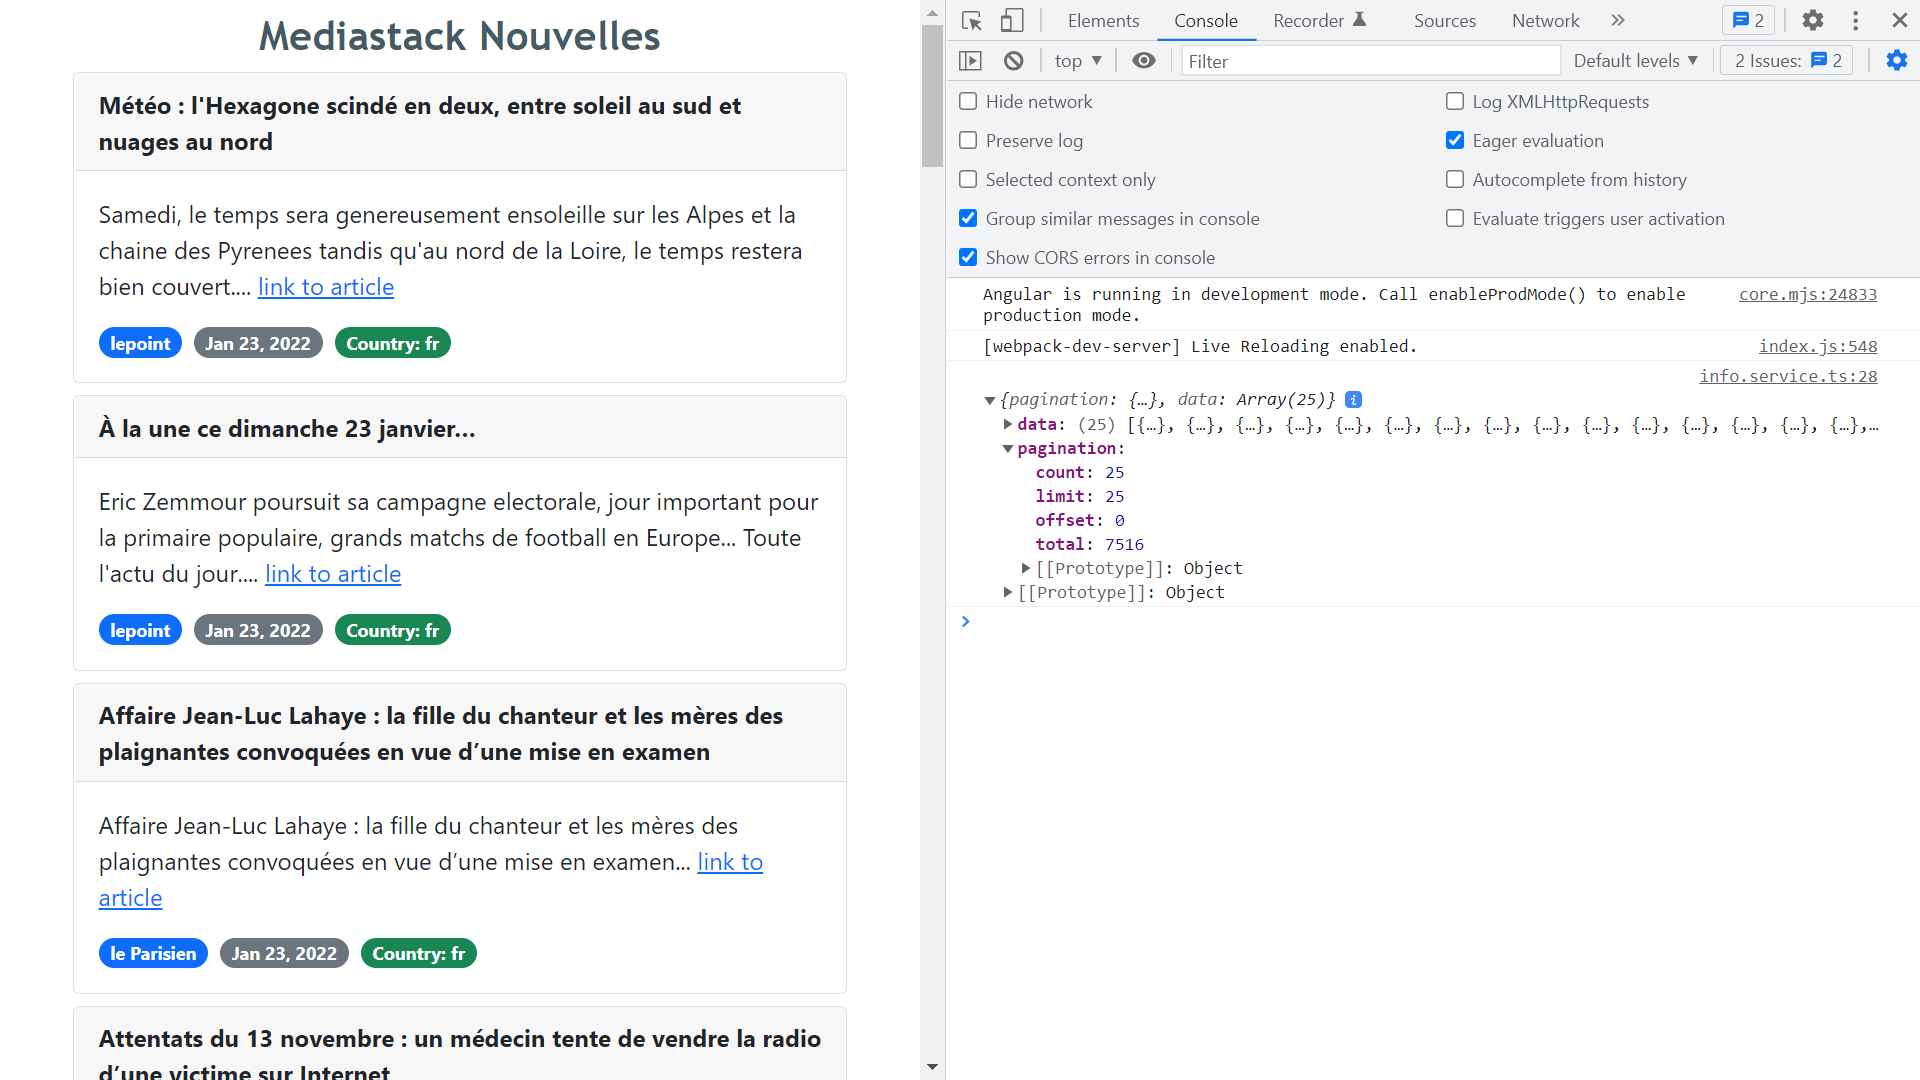 Mediastack Nouvelles
Météo : l'Hexagone scindé en deux, entre soleil au sud et
nuages au nord
Samedi, le temps sera genereusement ensoleille sur les Alpes et la
chaine des Pyrenees tandis qu'au nord de la Loire, le temps restera
bien couvert.... link to article
lepoint Jan 23, 2022 Country: fr
À la une ce dimanche 23 janvier...
Eric Zemmour poursuit sa campagne electorale, jour important pour
la primaire populaire, grands matchs de football en Europe... Toute
l'actu du jour.... link to article
lepoint Jan 23, 2022 Country: fr
Affaire Jean-Luc Lahaye : la fille du chanteur et les mères des
plaignantes convoquées en vue d’une mise en examen
Affaire Jean-Luc Lahaye : la fille du chanteur et les mères des
plaignantes convoquées en vue d’une mise en examen... link to
article
le Parisien Jan 23, 2022 Country: fr
Attentats du 13 novembre : un médecin tente de vendre la radio
d’une victime sur Internet
Elements Console Recorder Sources Network 2
top Filter Default levels 2 Issues: 2
Hide network Log XMLHttpRequests
Preserve log Eager evaluation
Selected context only Autocomplete from history
Group similar messages in console Evaluate triggers user activation
Show CORS errors in console
Angular is running in development mode. Call enableProdMode() to enable core.mjs:24833
production mode.
[webpack-dev-server] Live Reloading enabled. index.js:548
info.service.ts:28
{pagination: {…}, data: Array(25)} i
data: (25) [{…}, {…}, {…}, {…}, {…}, {…}, {…}, {…}, {…}, {…}, {…}, {…}, {…}, {…}, {…},…
pagination:
count: 25
limit: 25
offset: 0
total: 7516
[[Prototype]]: Object
[[Prototype]]: Object